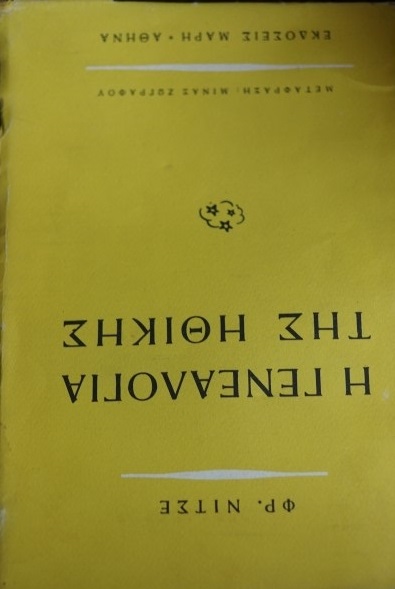 ΦΡ. ΝΙΤΣΕ
Η ΓΕΝΕΑΛΟΓΙΑ
ΤΗΣ ΗΘΙΚΗΣ
ΜΕΤΑΦΡΑΣΗ: ΜΙΝΑΣ ΖΩΓΡΑΦΟΥ
ΕΚΔΟΣΕΙΣ ΜΑΡΗ • ΑΘΗΝΑ